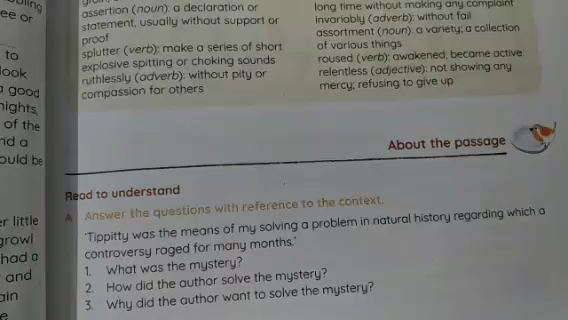 ee or
to
look
a good
nights,
of the
nd a
ould be
er little
growl
had a
and
ain
assertion (noun): a declaration or
statement, usually without support or
proof
splutter (verb): make a series of short
explosive spitting or choking sounds
ruthlessly (adverb): without pity or
compassion for others
long time without making any complaint
invariably (adverb): without fail
assortment (noun): a variety; a collection
of various things
roused (verb): awakened, became active
relentless (adjective): not showing any
mercy; refusing to give up
About the passage
Read to understand
A Answer the questions with reference to the context.
'Tippitty was the means of my solving a problem in natural history regarding which a
controversy raged for many months.'
1. What was the mystery?
2. How did the author solve the mystery?
3. Why did the author want to solve the mystery?